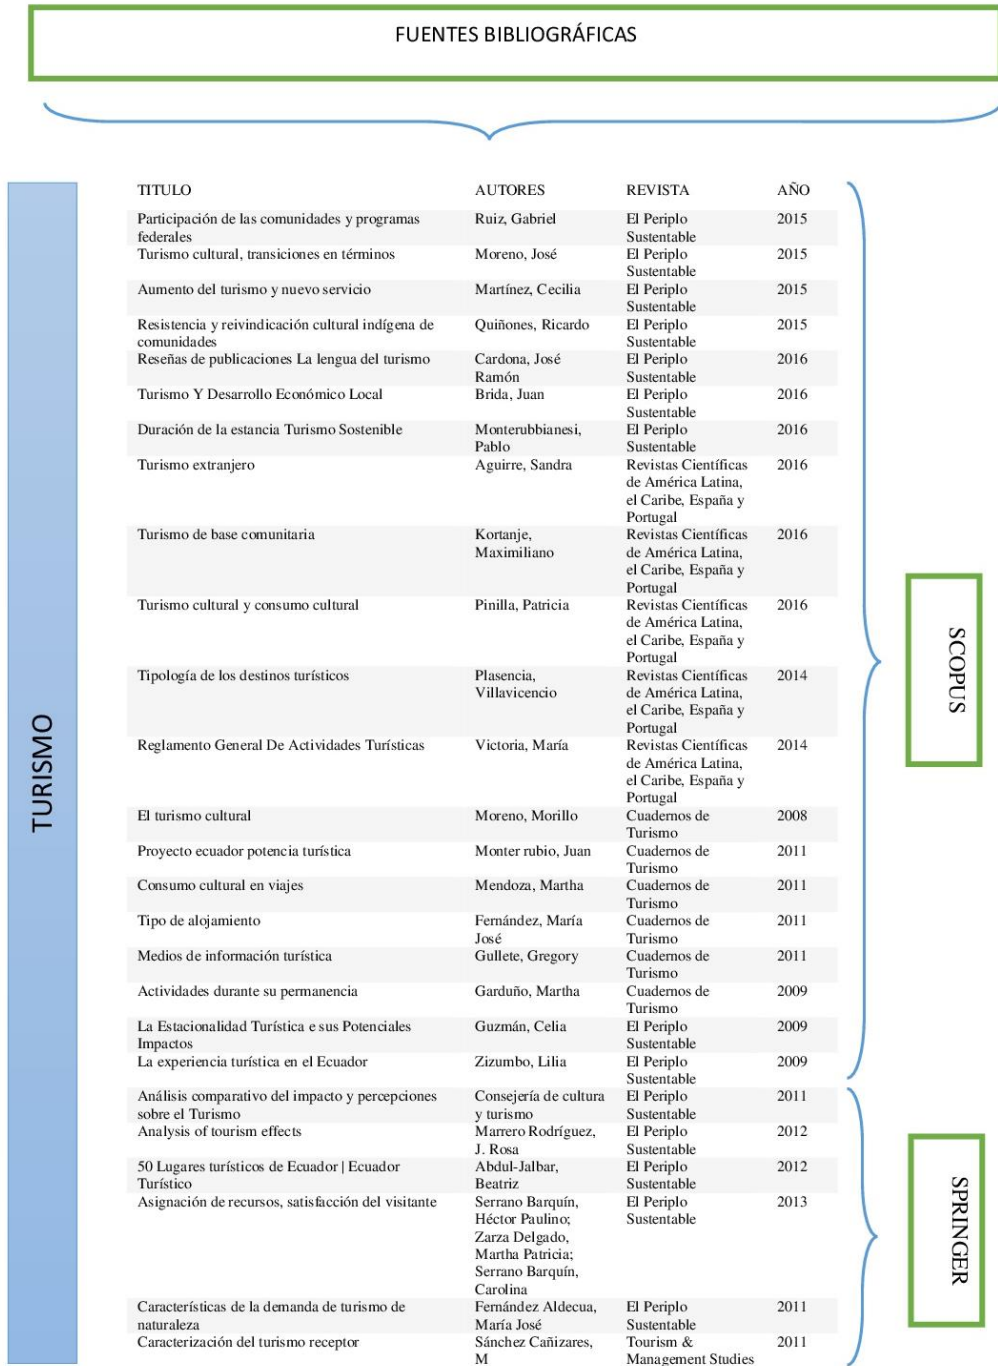 FUENTES BIBLIOGRÁFICAS
TITULO AUTORES REVISTA AÑO
Participación de las comunidades y programas Ruiz, Gabriel El Periplo 2015
federales Sustentable
Turismo cultural, transiciones en términos Moreno, José El Periplo 2015
Sustentable
Aumento del turismo y nuevo servicio Martínez, Cecilia El Periplo 2015
Sustentable
Resistencia y reivindicación cultural indígena de Quiñones, Ricardo El Periplo 2015
comunidades Sustentable
Reseñas de publicaciones La lengua del turismo Cardona, José El Periplo 2016
Ramón Sustentable
Turismo Y Desarrollo Económico Local Brida, Juan El Periplo 2016
Sustentable
Duración de la estancia Turismo Sostenible Monterubbianesi, El Periplo 2016
Pablo Sustentable
Turismo extranjero Aguirre, Sandra Revistas Científicas 2016
de América Latina,
el Caribe, España y
Portugal
Turismo de base comunitaria Kortanje, Revistas Científicas 2016
Maximiliano de América Latina,
el Caribe, España y
Portugal
Turismo cultural y consumo cultural Pinilla, Patricia Revistas Científicas 2016
de América Latina,
el Caribe, España y
Portugal
Tipología de los destinos turísticos Plasencia, Revistas Científicas 2014
Villavicencio de América Latina,
el Caribe, España y
Portugal
Reglamento General De Actividades Turísticas Victoria, María Revistas Científicas 2014
de América Latina,
el Caribe, España y
Portugal
El turismo cultural Moreno, Morillo Cuadernos de 2008
Turismo
Proyecto ecuador potencia turística Monter rubio, Juan Cuadernos de 2011
Turismo
Consumo cultural en viajes Mendoza, Martha Cuadernos de 2011
Turismo
Tipo de alojamiento Fernández, María Cuadernos de 2011
José Turismo
Medios de información turística Gullete, Gregory Cuadernos de 2011
Turismo
Actividades durante su permanencia Garduño, Martha Cuadernos de 2009
Turismo
La Estacionalidad Turística e sus Potenciales Guzmán, Celia El Periplo 2009
Impactos Sustentable
La experiencia turística en el Ecuador Zizumbo, Lilia El Periplo 2009
Sustentable
Análisis comparativo del impacto y percepciones Consejería de cultura El Periplo 2011
sobre el Turismo y turismo Sustentable
Analysis of tourism effects Marrero Rodríguez, El Periplo 2012
J. Rosa Sustentable
50 Lugares turísticos de Ecuador | Ecuador Abdul-Jalbar, El Periplo 2012
Turístico Beatriz Sustentable
Asignación de recursos, satisfacción del visitante Serrano Barquín, El Periplo 2013
Héctor Paulino; Sustentable
Zarza Delgado,
Martha Patricia;
Serrano Barquín,
Carolina
Características de la demanda de turismo de Fernández Aldecua, El Periplo 2011
naturaleza María José Sustentable
Caracterización del turismo receptor Sánchez Cañizares, Tourism & 2011
M Management Studies
TURISMO
SCOPUS
SPRINGER